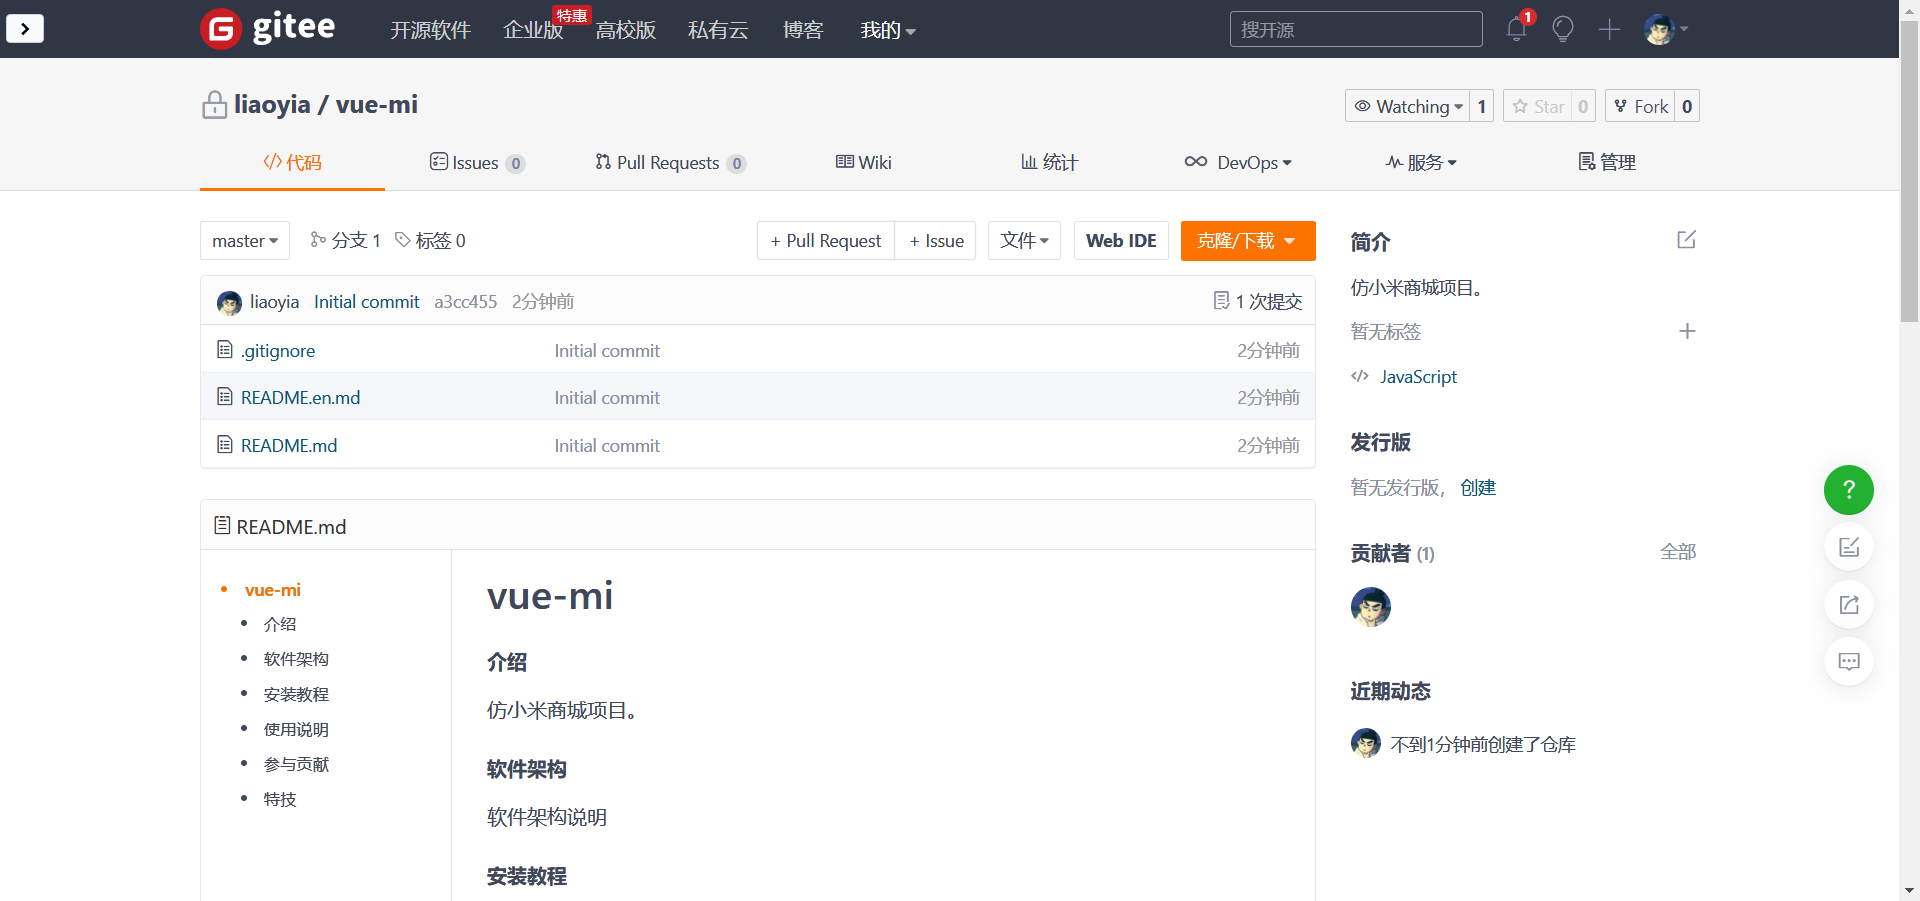 gitee 开源软件 企业版 特惠 高校版 私有云 博客 我的 搜开源 1
liaoyia / vue-mi Watching 1 Star 0 Fork 0
代码 Issues 0 Pull Requests 0 Wiki 统计 DevOps 服务 管理
master 分支 1 标签 0 + Pull Request + Issue 文件 Web IDE 克隆/下载
liaoyia Initial commit a3cc455 2分钟前 1 次提交
.gitignore Initial commit 2分钟前
README.en.md Initial commit 2分钟前
README.md Initial commit 2分钟前
README.md
vue-mi
介绍
软件架构
安装教程
使用说明
参与贡献
特技
vue-mi
介绍
仿小米商城项目。
软件架构
软件架构说明
安装教程
简介
仿小米商城项目。
暂无标签
JavaScript
发行版
暂无发行版，创建
贡献者 (1) 全部
近期动态
不到1分钟前创建了仓库
?